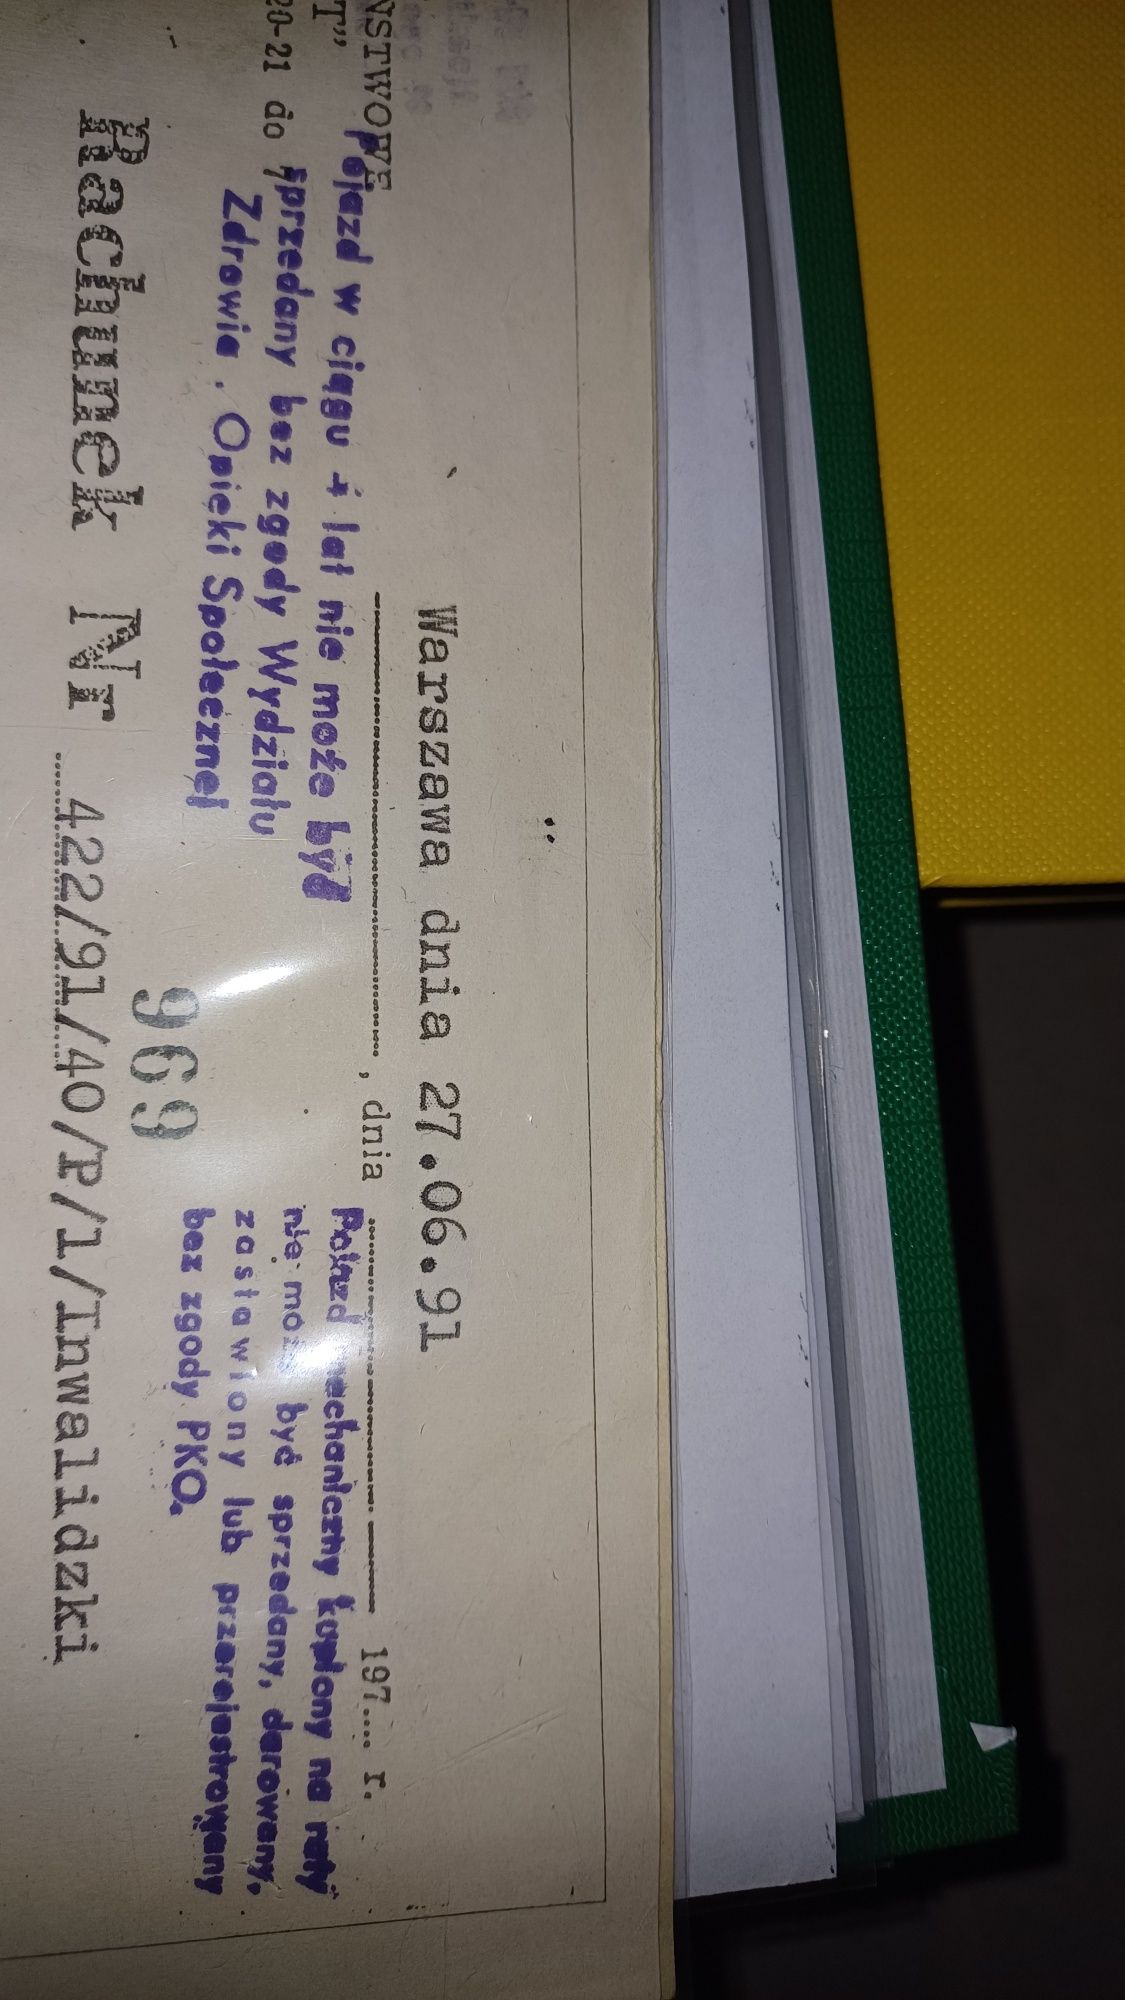 Warszawa dnia 27.06.91
, dnia 197.... r.
NSTWOWE
T”
20-21 do
Pojazd w ciągu 4 lat nie może być
sprzedany bez zgody Wydziału
Zdrowia . Opieki Społecznej
Pojazd mechaniczny kupiony na raty
nie może być sprzedany, darowany,
zastawiony lub przerejestrowany
bez zgody PKO.
969
Rachunek Nr 422/91/40/P/1/Inwalidzki